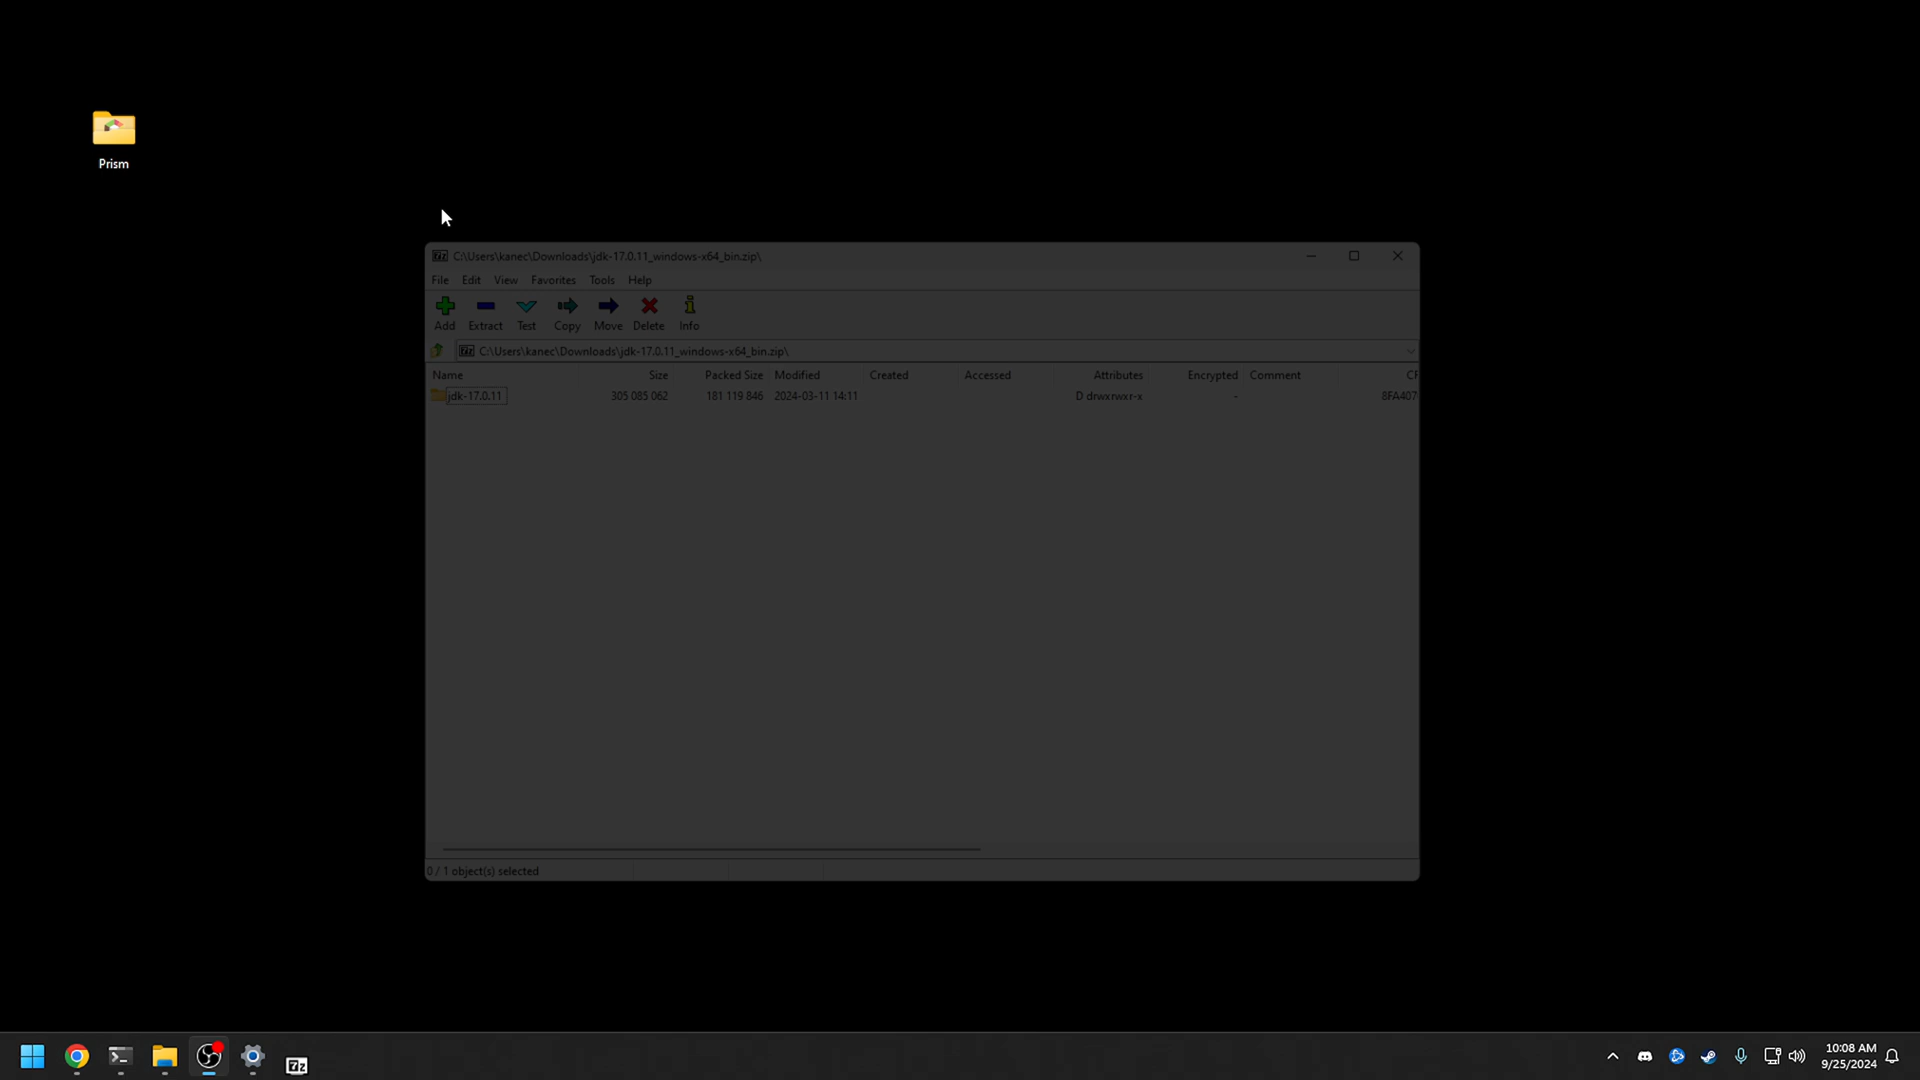 Prism
C:\Users\kanec\Downloads\jdk-17.0.11_windows-x64_bin.zip\
File Edit View Favorites Tools Help
Add Extract Test Copy Move Delete Info
C:\Users\kanec\Downloads\jdk-17.0.11_windows-x64_bin.zip\
Name Size Packed Size Modified Created Accessed Attributes Encrypted Comment CF
jdk-17.0.11 305 085 062 181 119 846 2024-03-11 14:11 D drwxrwxr-x - 8FA407
0 / 1 object(s) selected
7z
10:08 AM
9/25/2024